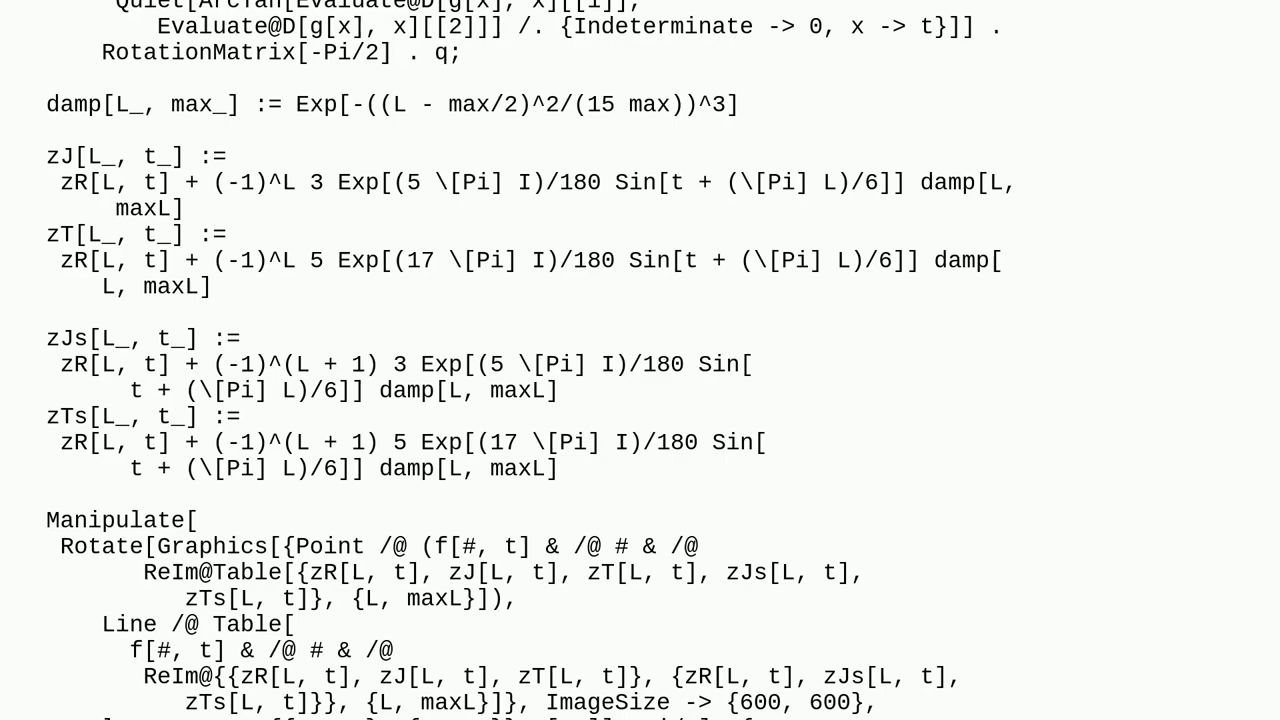 Quiet[ArcTan[Evaluate@D[g[x], x][[1]],
Evaluate@D[g[x], x][[2]]] /. {Indeterminate -> 0, x -> t}]] .
RotationMatrix[-Pi/2] . q;
damp[L_, max_] := Exp[-((L - max/2)^2/(15 max))^3]
zJ[L_, t_] :=
zR[L, t] + (-1)^L 3 Exp[(5 \[Pi] I)/180 Sin[t + (\[Pi] L)/6]] damp[L,
maxL]
zT[L_, t_] :=
zR[L, t] + (-1)^L 5 Exp[(17 \[Pi] I)/180 Sin[t + (\[Pi] L)/6]] damp[
L, maxL]
zJs[L_, t_] :=
zR[L, t] + (-1)^(L + 1) 3 Exp[(5 \[Pi] I)/180 Sin[
t + (\[Pi] L)/6]] damp[L, maxL]
zTs[L_, t_] :=
zR[L, t] + (-1)^(L + 1) 5 Exp[(17 \[Pi] I)/180 Sin[
t + (\[Pi] L)/6]] damp[L, maxL]
Manipulate[
Rotate[Graphics[{Point /@ (f[#, t] & /@ # & /@
ReIm@Table[{zR[L, t], zJ[L, t], zT[L, t], zJs[L, t],
zTs[L, t]}, {L, maxL}]),
Line /@ Table[
f[#, t] & /@ # & /@
ReIm@{{zR[L, t], zJ[L, t], zT[L, t]}, {zR[L, t], zJs[L, t],
zTs[L, t]}}, {L, maxL}]}, ImageSize -> {600, 600},